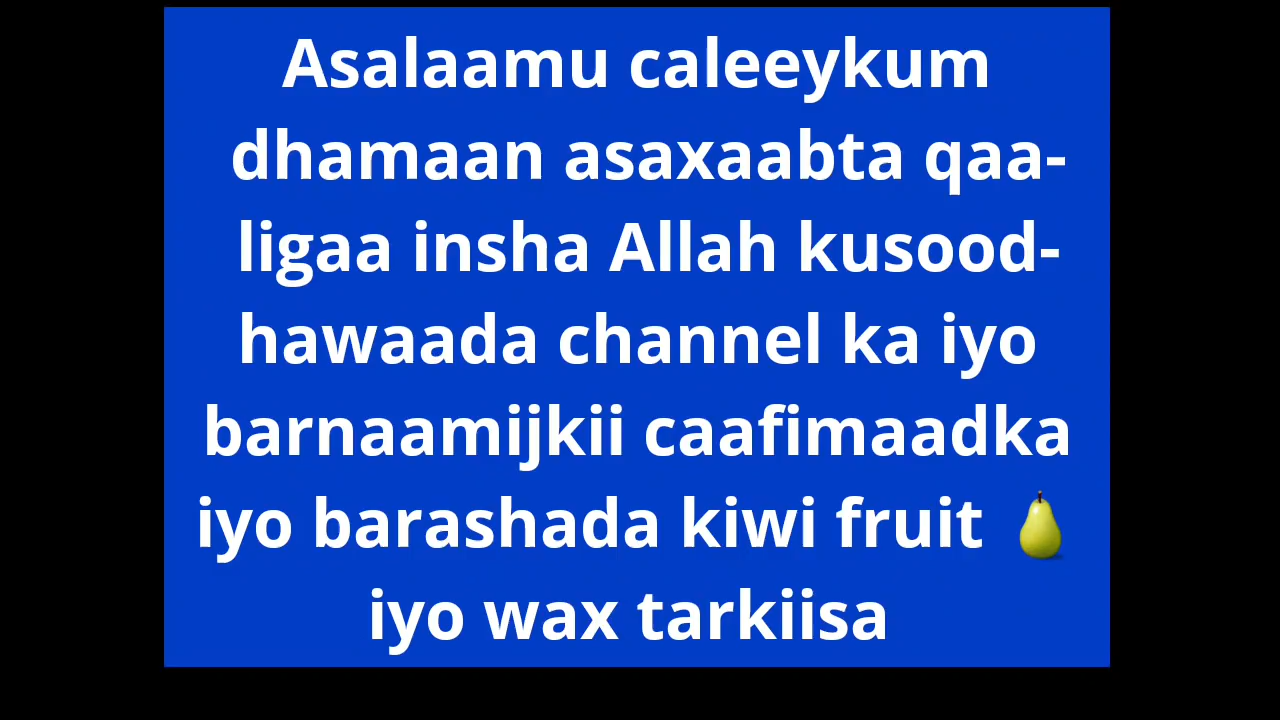 Asalaamu caleeykum
dhamaan asaxaabta qaa-
ligaa insha Allah kusood-
hawaada channel ka iyo
barnaamijkii caafimaadka
iyo barashada kiwi fruit 🍐
iyo wax tarkiisa